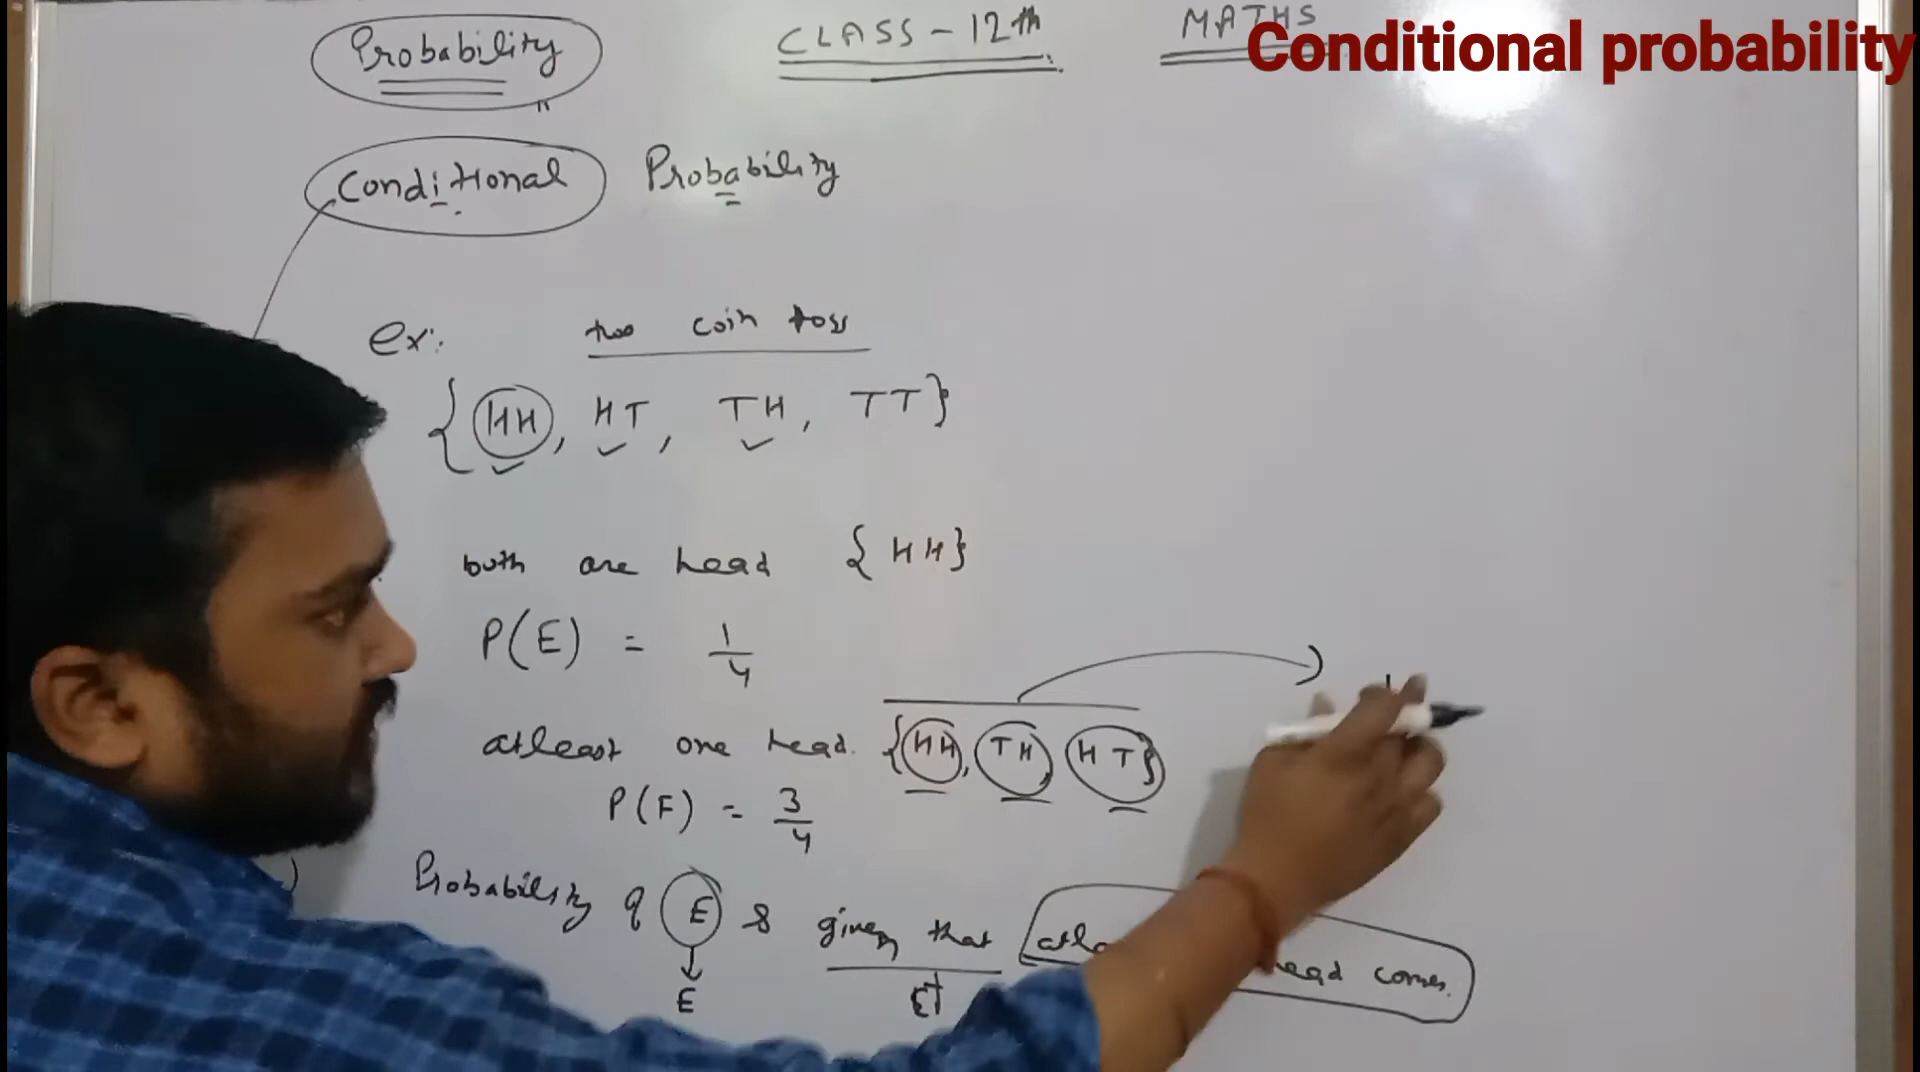 Conditional probability
Probability
CLASS - 12th
MATHS
Conditional Probability
ex: two coin toss
{HH, HT, TH, TT}
both are head {HH}
P(E) = 1/4
atleast one head. {HH, TH, HT}
P(F) = 3/4
Probability of E & given that head comes.
E